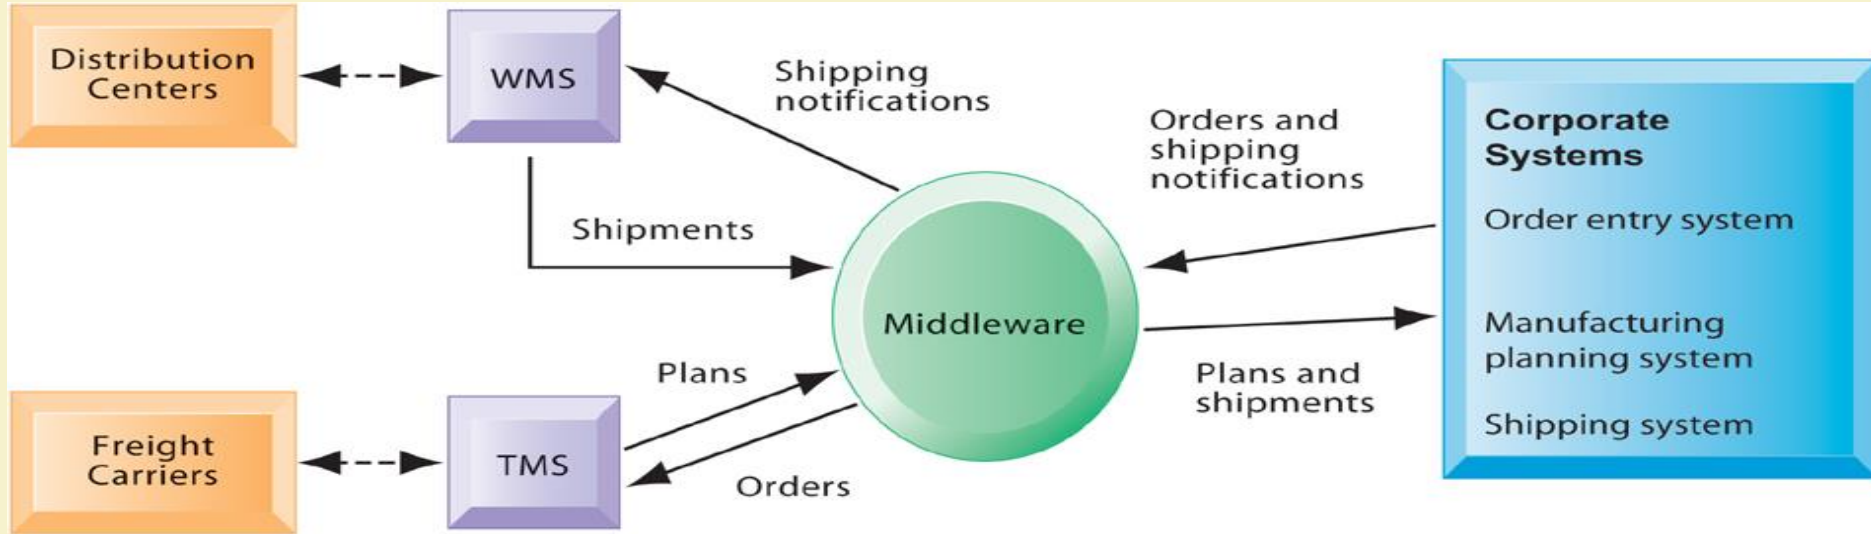 Distribution
Centers
WMS
Shipping
notifications
Orders and
shipping
notifications
Corporate
Systems
Order entry system
Manufacturing
planning system
Shipping system
Shipments
Middleware
Plans
Plans and
shipments
Freight
Carriers
TMS
Orders